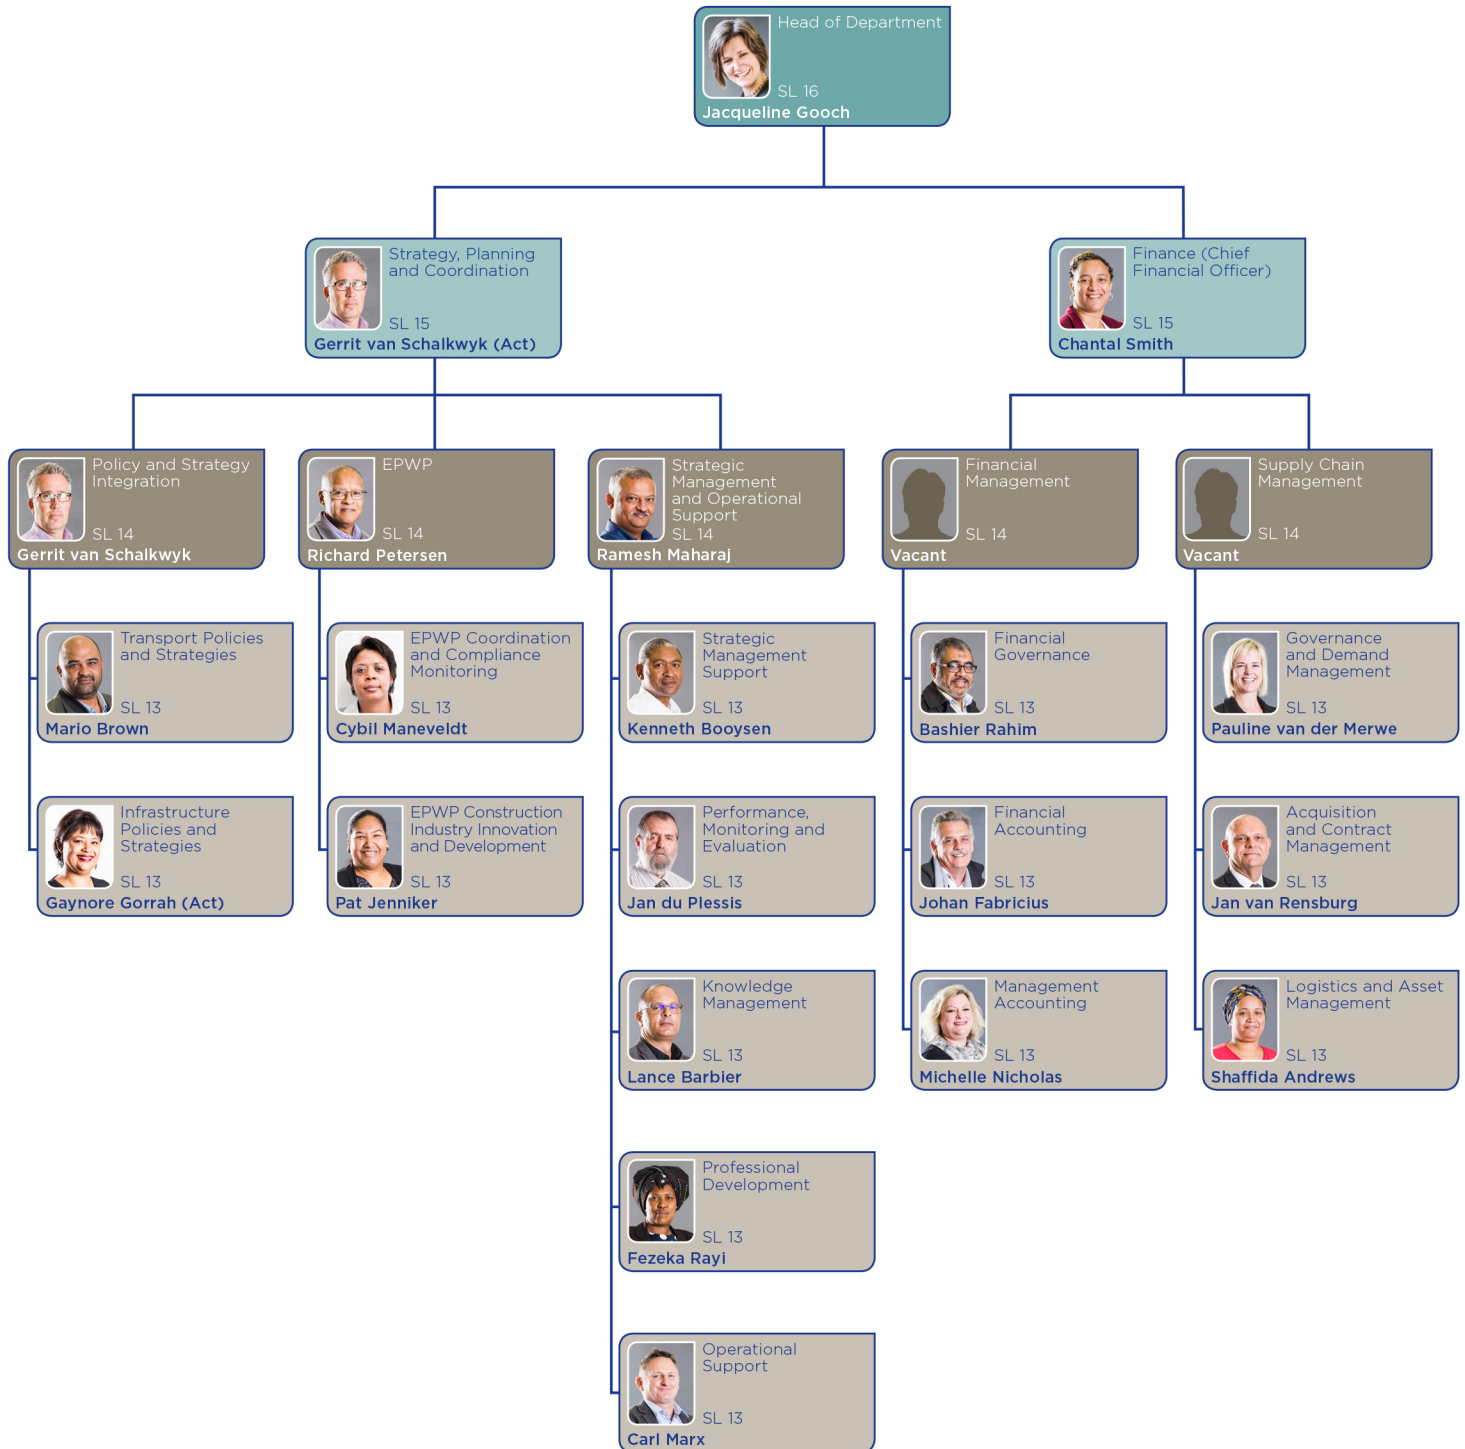 Head of Department
SL 16
Jacqueline Gooch
Strategy, Planning
and Coordination
SL 15
Gerrit van Schalkwyk (Act)
Finance (Chief
Financial Officer)
SL 15
Chantal Smith
Policy and Strategy
Integration
SL 14
Gerrit van Schalkwyk
EPWP
SL 14
Richard Petersen
Strategic
Management
and Operational
Support
SL 14
Ramesh Maharaj
Financial
Management
SL 14
Vacant
Supply Chain
Management
SL 14
Vacant
Transport Policies
and Strategies
SL 13
Mario Brown
EPWP Coordination
and Compliance
Monitoring
SL 13
Cybil Maneveldt
Strategic
Management
Support
SL 13
Kenneth Booysen
Financial
Governance
SL 13
Bashier Rahim
Governance
and Demand
Management
SL 13
Pauline van der Merwe
Infrastructure
Policies and
Strategies
SL 13
Gaynore Gorrah (Act)
EPWP Construction
Industry Innovation
and Development
SL 13
Pat Jenniker
Performance,
Monitoring and
Evaluation
SL 13
Jan du Plessis
Financial
Accounting
SL 13
Johan Fabricius
Acquisition
and Contract
Management
SL 13
Jan van Rensburg
Knowledge
Management
SL 13
Lance Barbier
Management
Accounting
SL 13
Michelle Nicholas
Logistics and Asset
Management
SL 13
Shaffida Andrews
Professional
Development
SL 13
Fezeka Rayi
Operational
Support
SL 13
Carl Marx